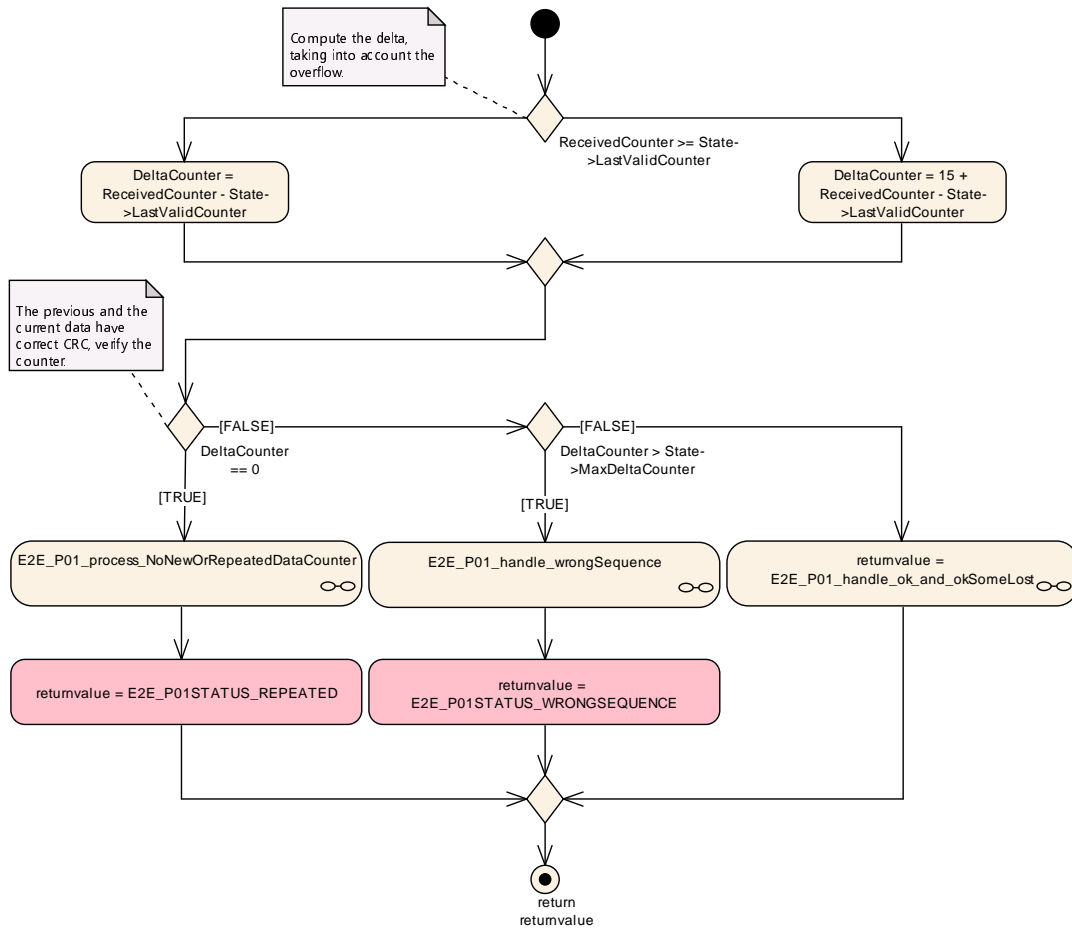 Compute the delta,
taking into account the
overflow.
ReceivedCounter >= State-
>LastValidCounter
DeltaCounter =
ReceivedCounter - State-
>LastValidCounter
DeltaCounter = 15 +
ReceivedCounter - State-
>LastValidCounter
The previous and the
current data have
correct CRC, verify the
counter.
[FALSE]
DeltaCounter
== 0
[TRUE]
[FALSE]
DeltaCounter > State-
>MaxDeltaCounter
[TRUE]
E2E_P01_process_NoNewOrRepeatedDataCounter
E2E_P01_handle_wrongSequence
returnvalue =
E2E_P01_handle_ok_and_okSomeLost
returnvalue = E2E_P01STATUS_REPEATED
returnvalue =
E2E_P01STATUS_WRONGSEQUENCE
return
returnvalue